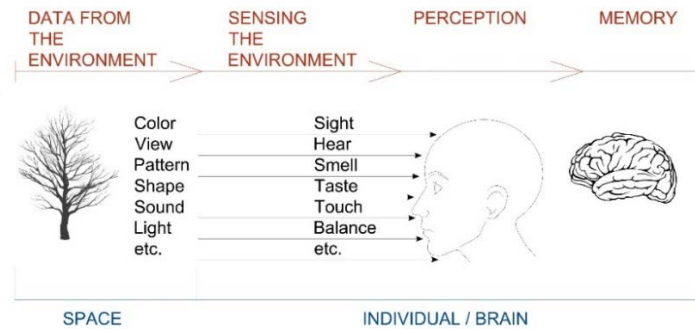 DATA FROM
THE
ENVIRONMENT
SENSING
THE
ENVIRONMENT
PERCEPTION
MEMORY
Color
View
Pattern
Shape
Sound
Light
etc.
Sight
Hear
Smell
Taste
Touch
Balance
etc.
SPACE
INDIVIDUAL / BRAIN